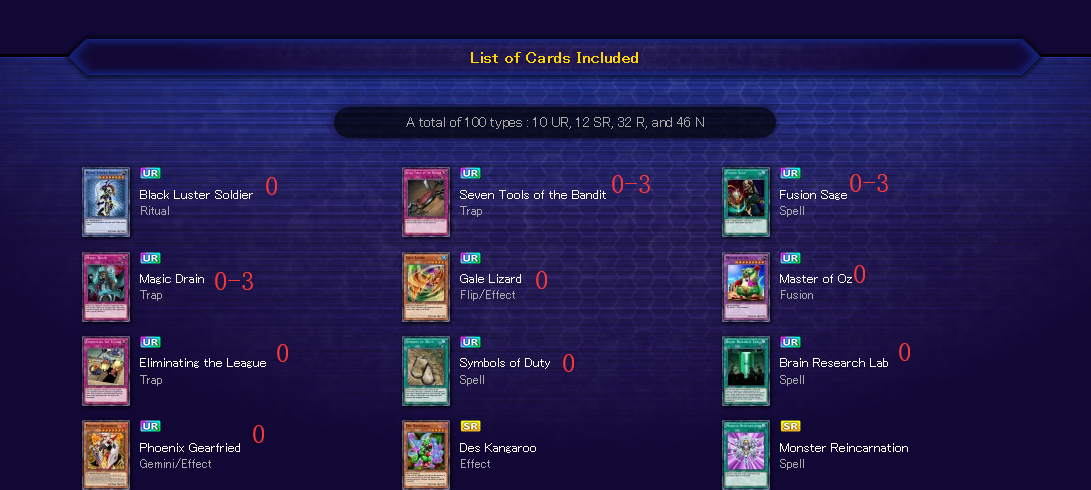 List of Cards Included
A total of 100 types : 10 UR, 12 SR, 32 R, and 46 N
UR
Black Luster Soldier 0
Ritual
UR
Seven Tools of the Bandit 0-3
Trap
UR
Fusion Sage 0-3
Spell
UR
Magic Drain 0-3
Trap
UR
Gale Lizard 0
Flip/Effect
UR
Master of Oz 0
Fusion
UR
Eliminating the League 0
Trap
UR
Symbols of Duty 0
Spell
UR
Brain Research Lab 0
Spell
UR
Phoenix Gearfried 0
Gemini/Effect
SR
Des Kangaroo
Effect
SR
Monster Reincarnation
Spell